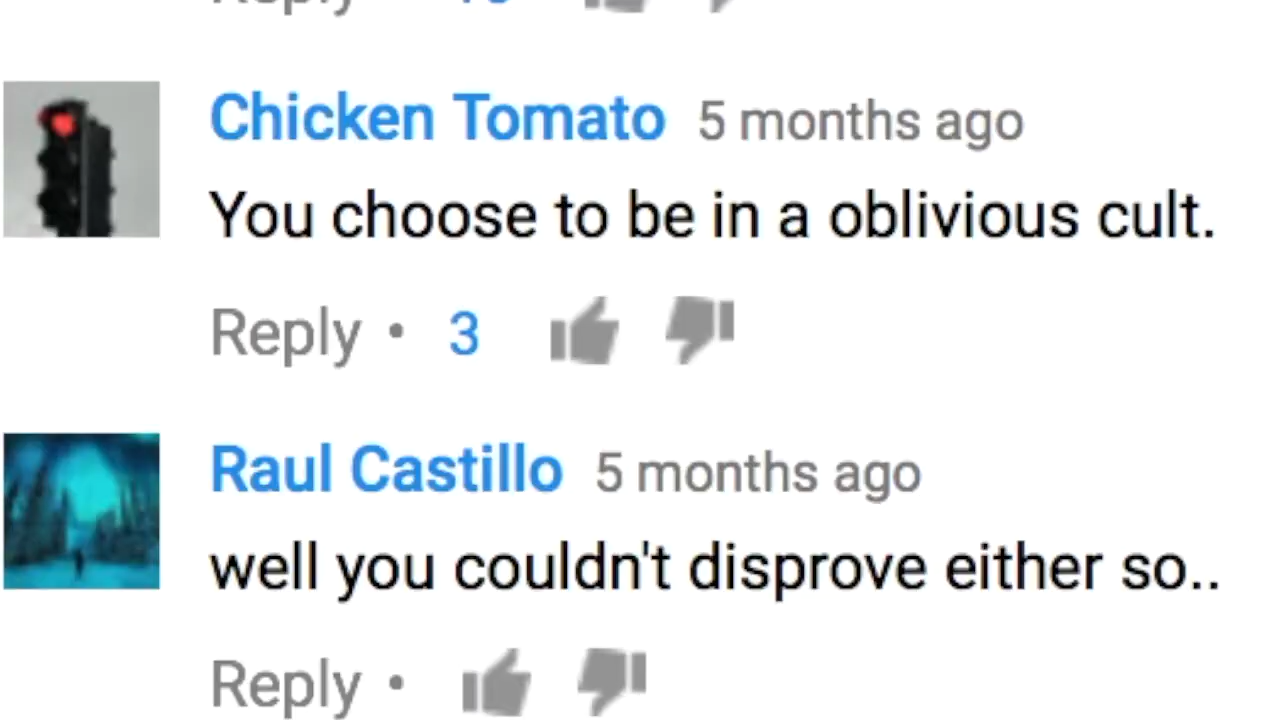 Chicken Tomato 5 months ago
You choose to be in a oblivious cult.
Reply • 3
Raul Castillo 5 months ago
well you couldn't disprove either so..
Reply •